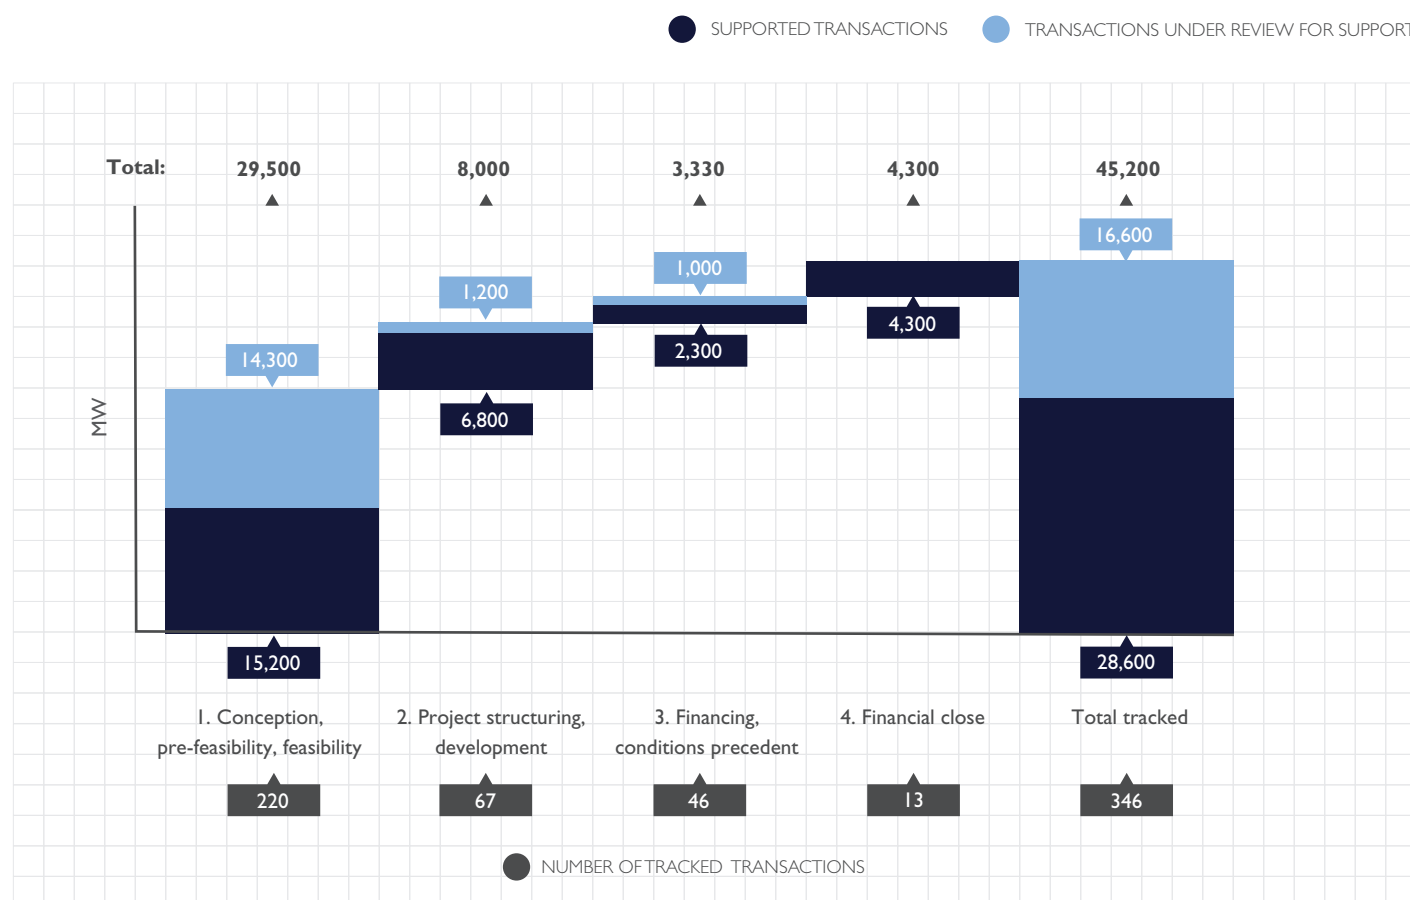 SUPPORTED TRANSACTIONS
TRANSACTIONS UNDER REVIEW FOR SUPPORT
Total: 29,500 8,000 3,330 4,300 45,200
16,600
1,000
1,200
4,300
2,300
14,300
6,800
MW
15,200
28,600
1. Conception,
pre-feasibility, feasibility
2. Project structuring,
development
3. Financing,
conditions precedent
4. Financial close
Total tracked
220 67 46 13 346
NUMBER OF TRACKED TRANSACTIONS